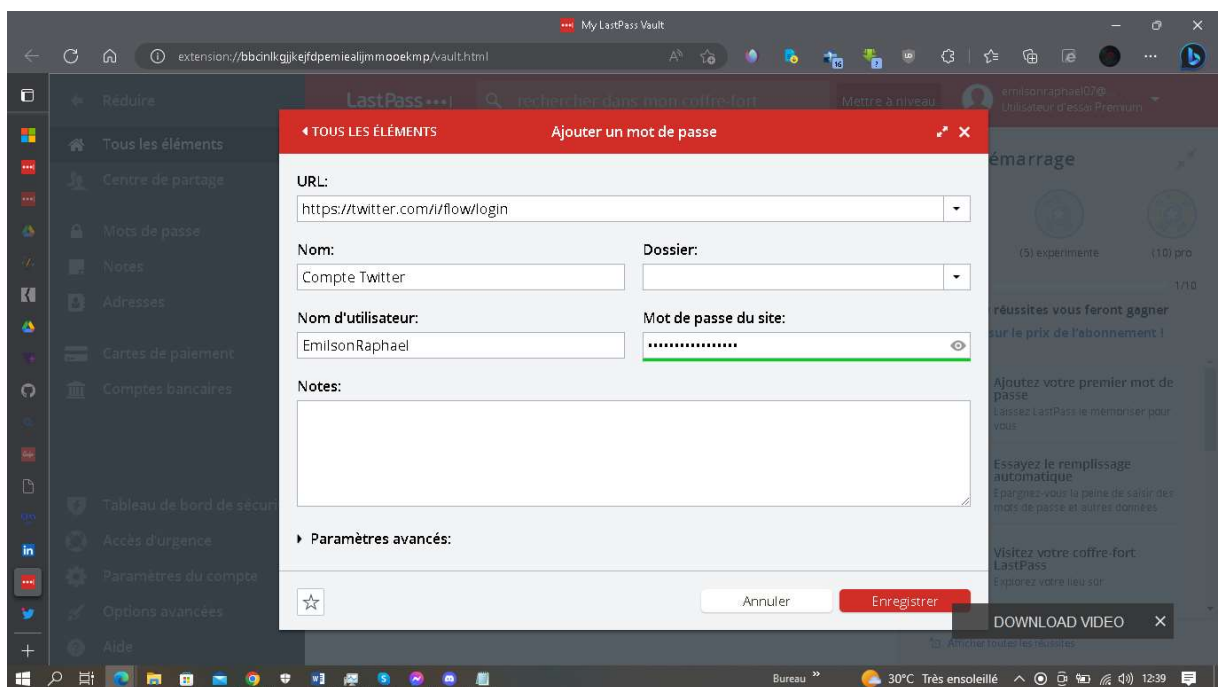 My LastPass Vault
extension://bbcinlkgjjkejfdpemiealijmmooekmp/vault.html
Réduire
LastPass
rechercher dans mon coffre-fort
Mettre à niveau
emilsonraphael07@...
Utilisateur d'essai Premium
TOUS LES ÉLÉMENTS
Ajouter un mot de passe
Tous les éléments
Centre de partage
Mots de passe
Notes
Adresses
Cartes de paiement
Comptes bancaires
Tableau de bord de sécuri
Accès d'urgence
Paramètres du compte
Options avancées
Aide
URL:
https://twitter.com/i/flow/login
Nom:
Dossier:
Compte Twitter
Nom d'utilisateur:
Mot de passe du site:
EmilsonRaphael
•••••••••••••••••
Notes:
Paramètres avancés:
Annuler
Enregistrer
émarrage
(5) expérimenté
(10) pro
1/10
réussites vous feront gagner
sur le prix de l'abonnement !
Ajoutez votre premier mot de
passe
Laissez LastPass le mémoriser pour
vous
Essayez le remplissage
automatique
Épargnez-vous la peine de saisir des
mots de passe et autres données
Visitez votre coffre-fort
LastPass
Explorez votre lieu sûr
DOWNLOAD VIDEO
Afficher toutes les réussites
Bureau
30°C Très ensoleillé
12:39